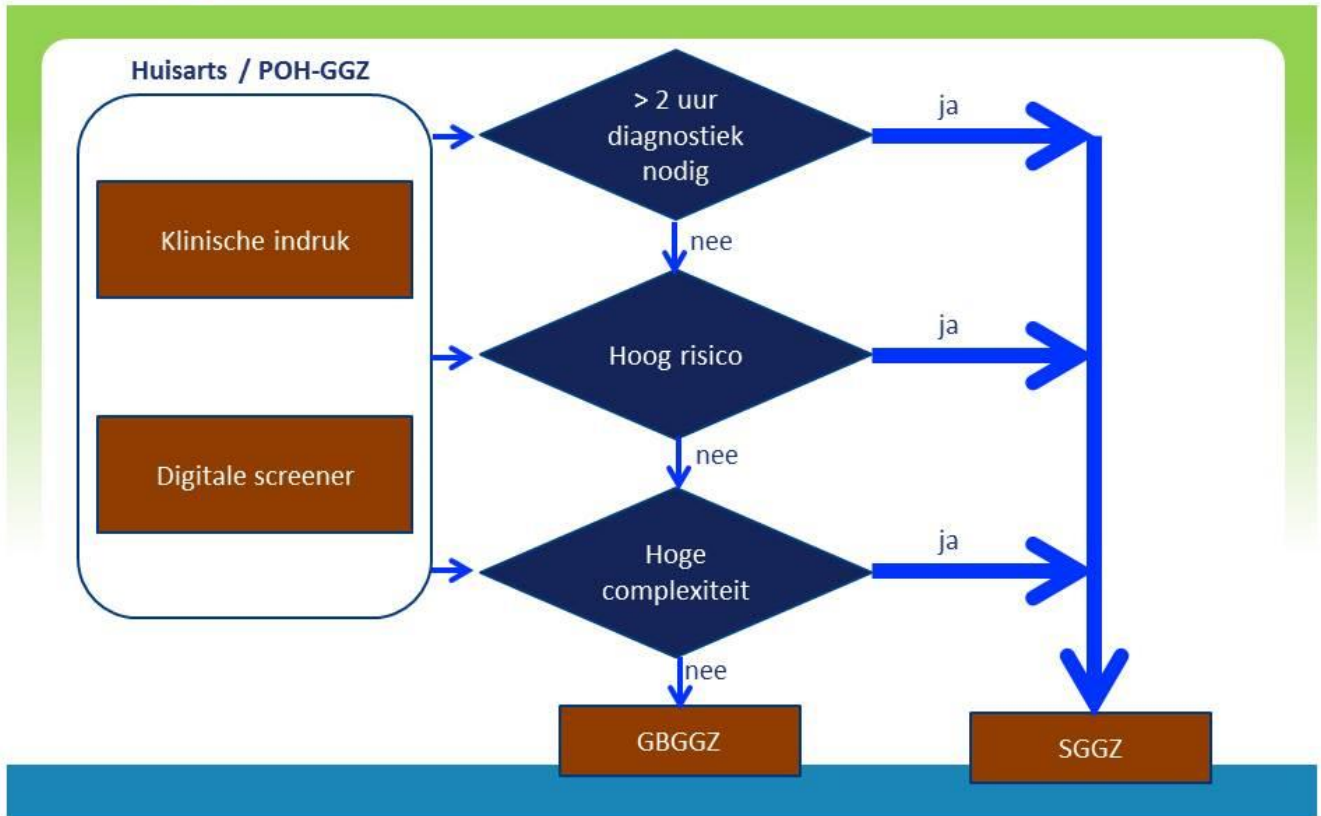 Huisarts / POH-GGZ
Klinische indruk
Digitale screener
> 2 uur
diagnostiek
nodig
ja
nee
Hoog risico
ja
nee
Hoge
complexiteit
ja
nee
GBGGZ
SGGZ